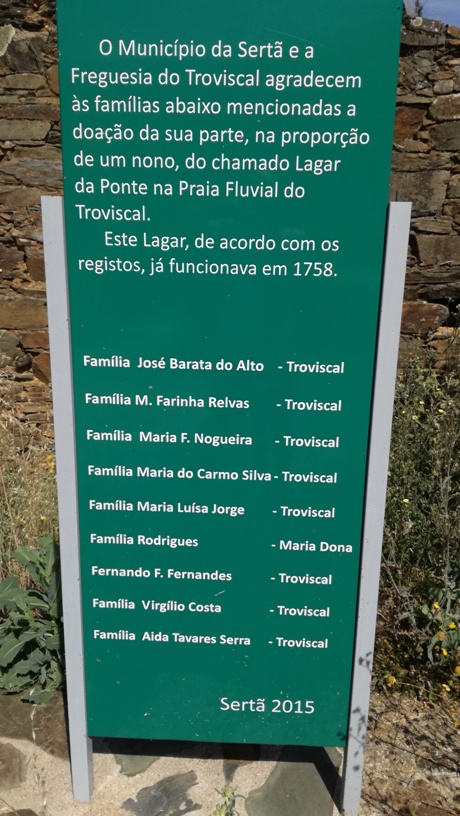 O Município da Sertã e a
Freguesia do Troviscal agradecem
às famílias abaixo mencionadas a
doação da sua parte, na proporção
de um nono, do chamado Lagar
da Ponte na Praia Fluvial do
Troviscal.
Este Lagar, de acordo com os
registos, já funcionava em 1758.
Família José Barata do Alto - Troviscal
Família M. Farinha Relvas - Troviscal
Família Maria F. Nogueira - Troviscal
Família Maria do Carmo Silva - Troviscal
Família Maria Luísa Jorge - Troviscal
Família Rodrigues - Maria Dona
Fernando F. Fernandes - Troviscal
Família Virgílio Costa - Troviscal
Família Aida Tavares Serra - Troviscal
Sertã 2015